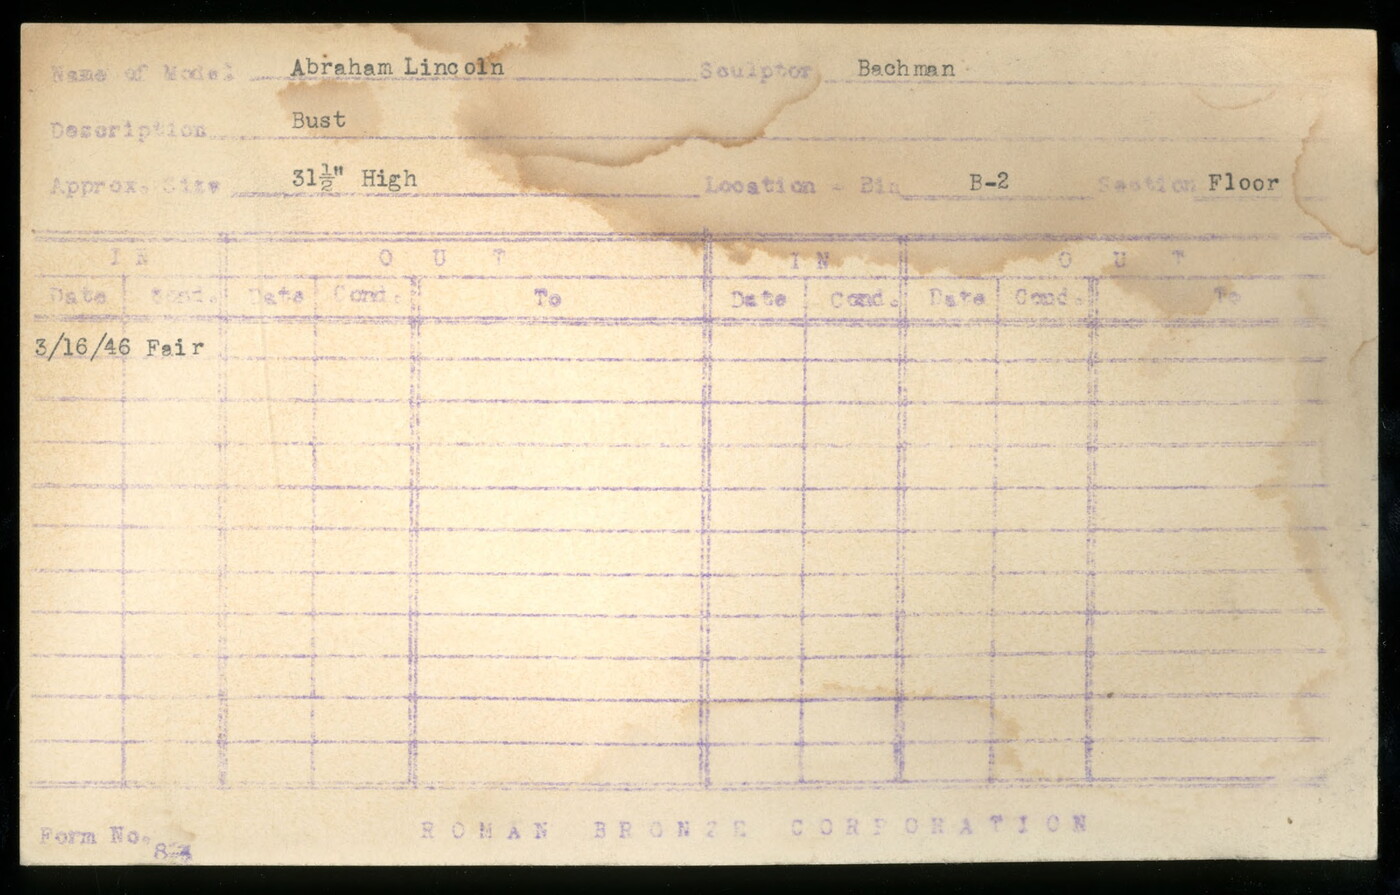 Name of Model Abraham Lincoln Sculptor Bachman
Description Bust
Approx. Size 31½" High Location - Bin B-2 Section Floor
IN OUT IN OUT
Date Cond. Date Cond. To Date Cond. Date Cond. To
3/16/46 Fair
Form No.
ROMAN BRONZE CORPORATION